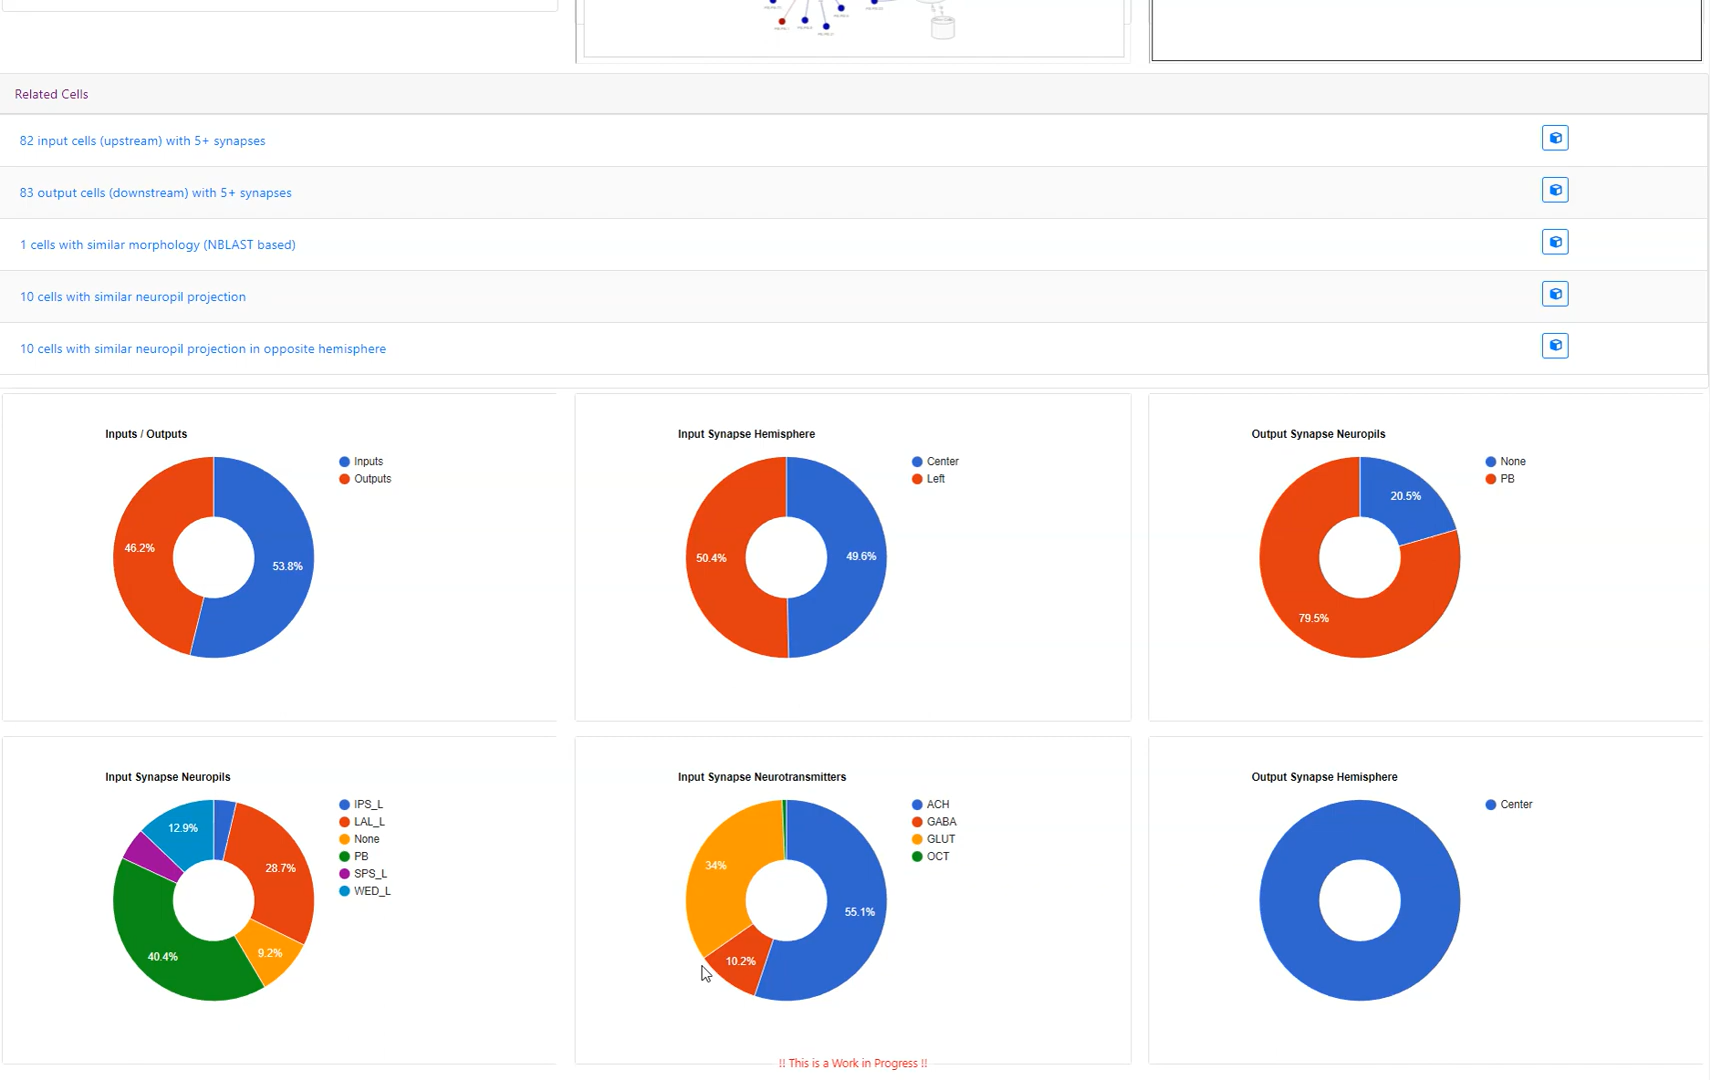 Related Cells
82 input cells (upstream) with 5+ synapses
83 output cells (downstream) with 5+ synapses
1 cells with similar morphology (NBLAST based)
10 cells with similar neuropil projection
10 cells with similar neuropil projection in opposite hemisphere
Inputs / Outputs
Inputs
Outputs
46.2%
53.8%
Input Synapse Hemisphere
Center
Left
50.4%
49.6%
Output Synapse Neuropils
None
PB
20.5%
79.5%
Input Synapse Neuropils
IPS_L
LAL_L
None
PB
SPS_L
WED_L
12.9%
28.7%
40.4%
9.2%
Input Synapse Neurotransmitters
ACH
GABA
GLUT
OCT
34%
55.1%
10.2%
Output Synapse Hemisphere
Center
!! This is a Work in Progress !!